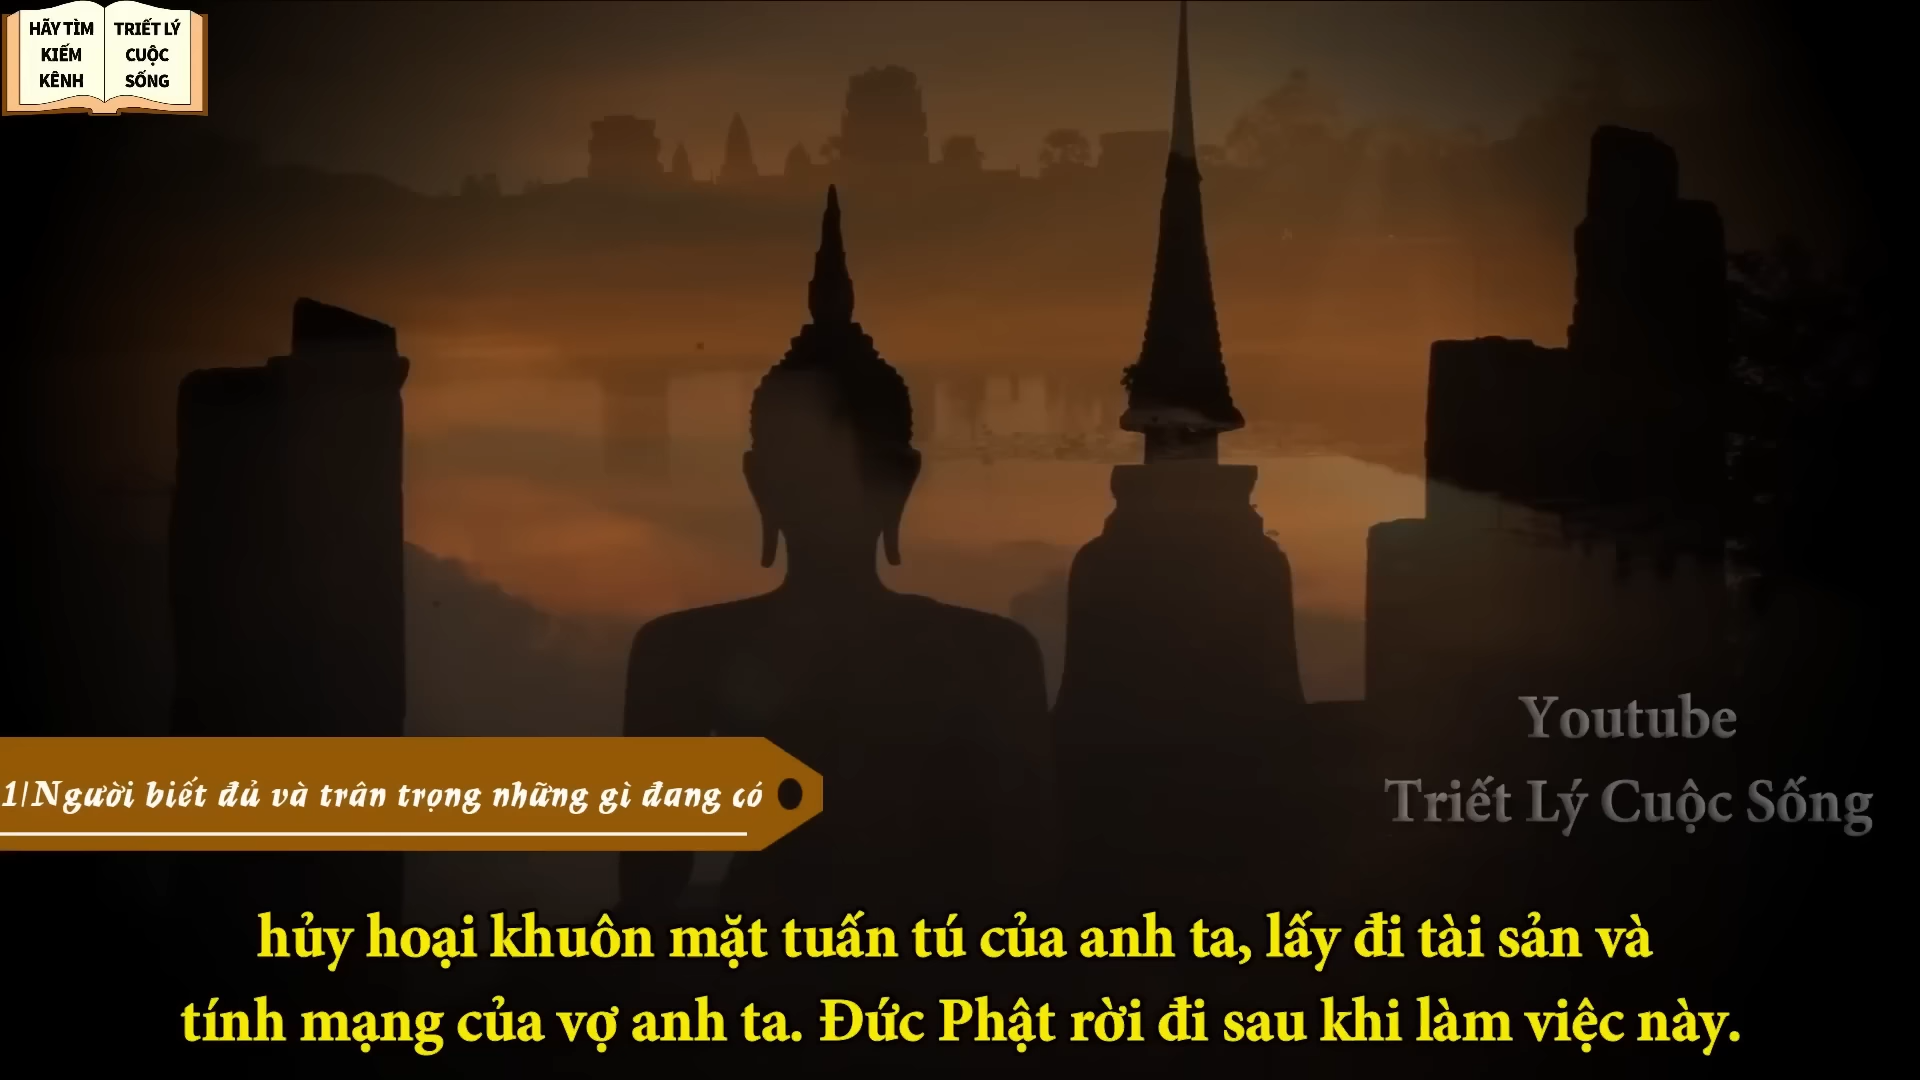 HÃY TÌM
KIẾM
KÊNH
TRIẾT LÝ
CUỘC
SỐNG
Youtube
Triết Lý Cuộc Sống
1/Người biết đủ và trân trọng những gì đang có
hủy hoại khuôn mặt tuấn tú của anh ta, lấy đi tài sản và
tính mạng của vợ anh ta. Đức Phật rời đi sau khi làm việc này.